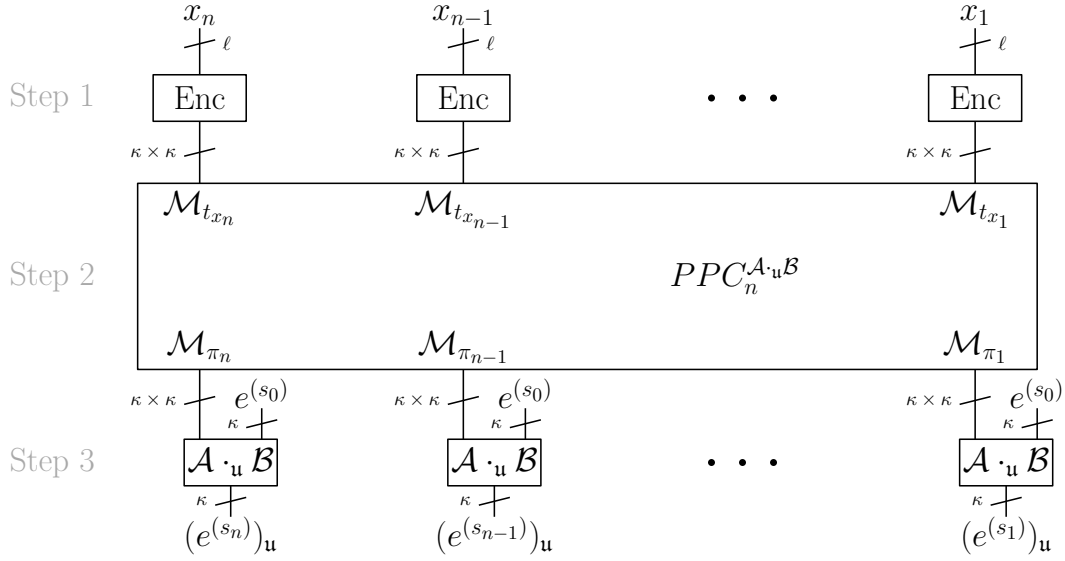 x_n x_{n-1} x_1
ℓ ℓ ℓ
Step 1 Enc Enc • • • Enc
κ × κ κ × κ κ × κ
𝓜_{t_{x_n}} 𝓜_{t_{x_{n-1}}} 𝓜_{t_{x_1}}
Step 2 PPC_n^{𝒜·_𝔲ℬ}
𝓜_{π_n} 𝓜_{π_{n-1}} 𝓜_{π_1}
κ × κ e^{(s_0)} κ × κ e^{(s_0)} κ × κ e^{(s_0)}
κ κ κ
Step 3 𝒜 ·_𝔲 ℬ 𝒜 ·_𝔲 ℬ • • • 𝒜 ·_𝔲 ℬ
κ κ κ
(e^{(s_n)})_𝔲 (e^{(s_{n-1})})_𝔲 (e^{(s_1)})_𝔲